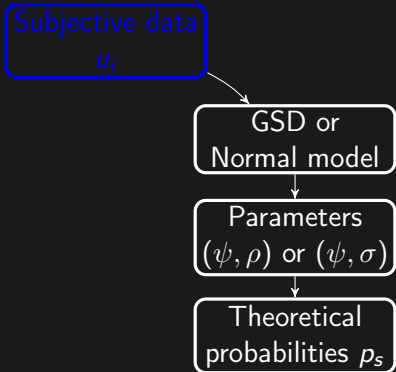 Subjective data
u_i
GSD or
Normal model
Parameters
(ψ, ρ) or (ψ, σ)
Theoretical
probabilities p_s